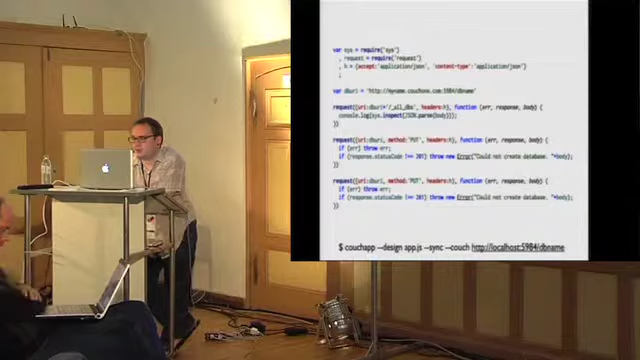 var sys = require('sys')
, request = require('request')
, h = {accept:'application/json', 'content-type':'application/json'}
;
var dburi = 'http://myname.couchone.com:5984/dbname'
request({uri:dburi+'/_all_dbs', headers:h}, function (err, response, body) {
console.log(sys.inspect(JSON.parse(body)));
})
request({uri:dburi, method:'PUT', headers:h}, function (err, response, body) {
if (err) throw err;
if (response.statusCode !== 201) throw new Error("Could not create database. "+body);
})
request({uri:dburi, method:'PUT', headers:h}, function (err, response, body) {
if (err) throw err;
if (response.statusCode !== 201) throw new Error("Could not create database. "+body);
})
$ couchapp --design app.js --sync --couch http://localhost:5984/dbname